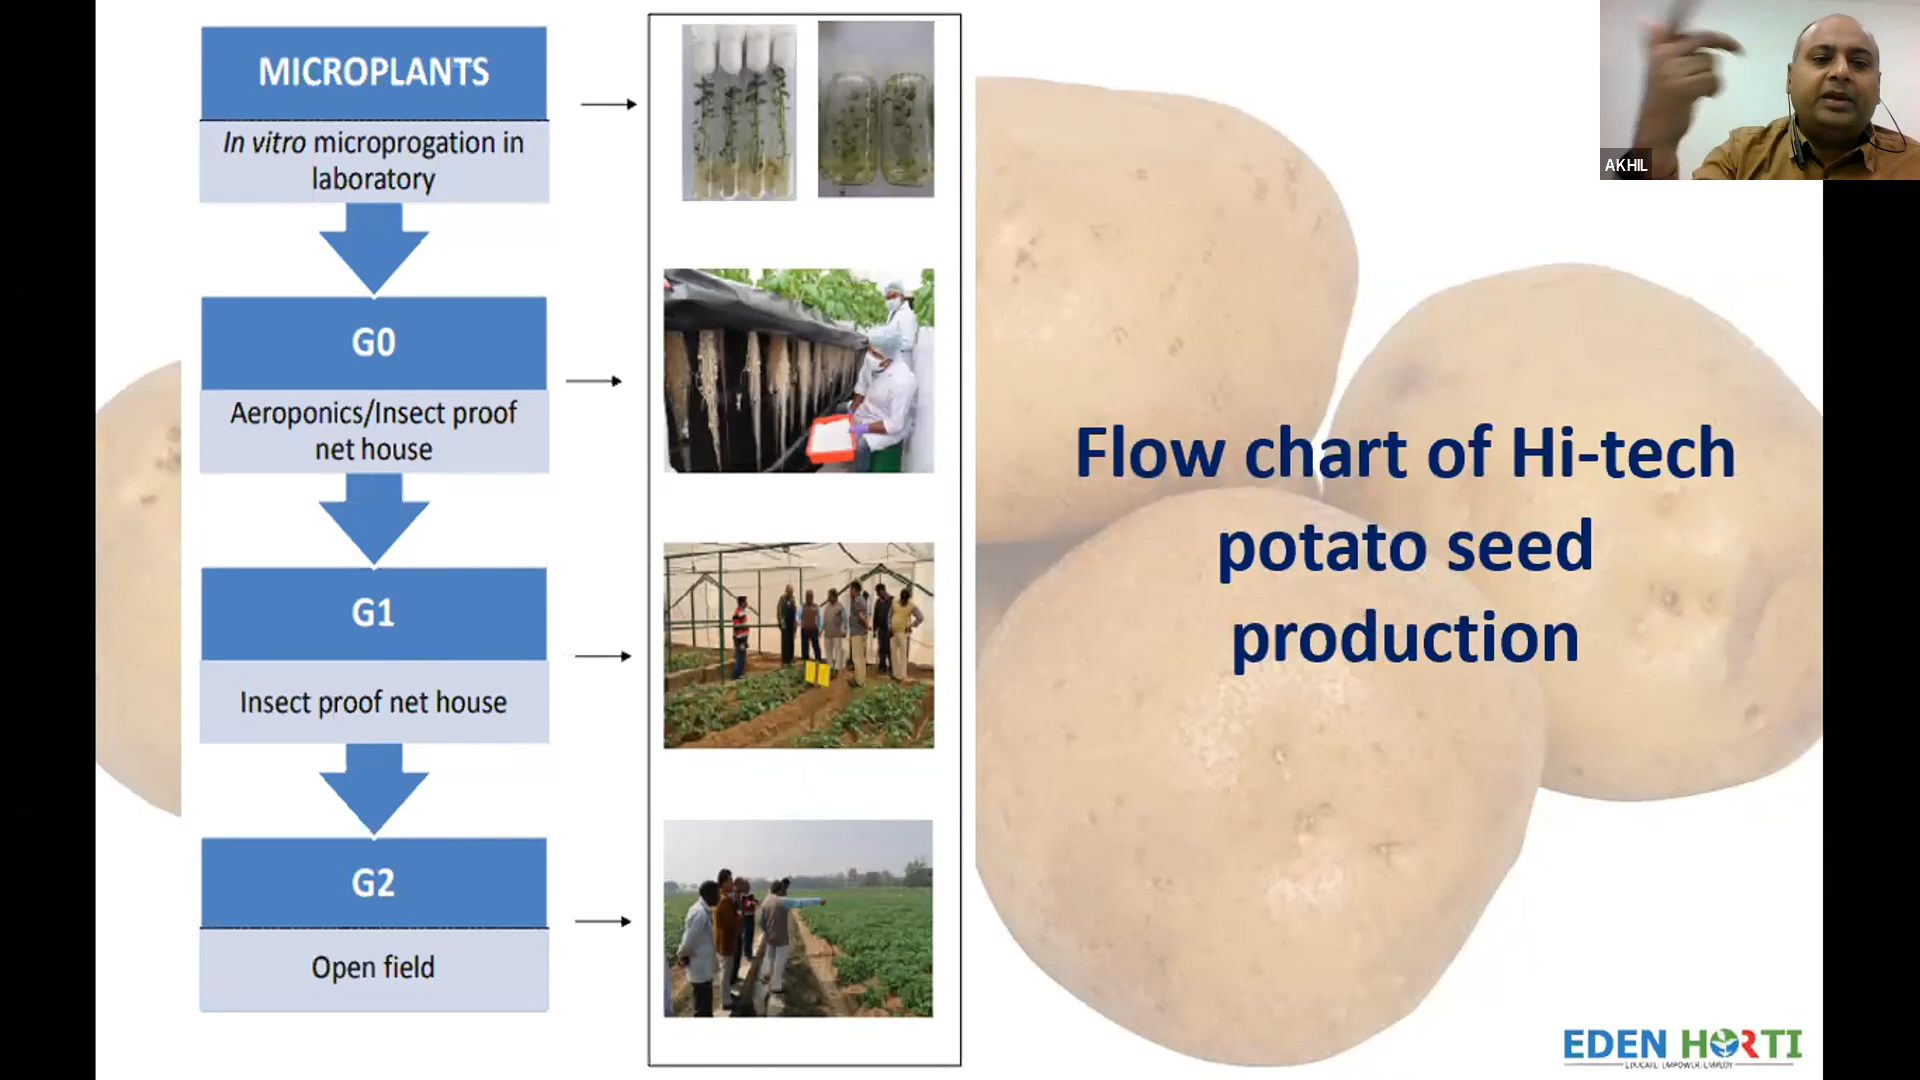 MICROPLANTS
In vitro microprogation in
laboratory
G0
Aeroponics/Insect proof
net house
G1
Insect proof net house
G2
Open field
Flow chart of Hi-tech
potato seed
production
AKHIL
EDEN HORTI
EDUCATE. EMPOWER. EMPLOY